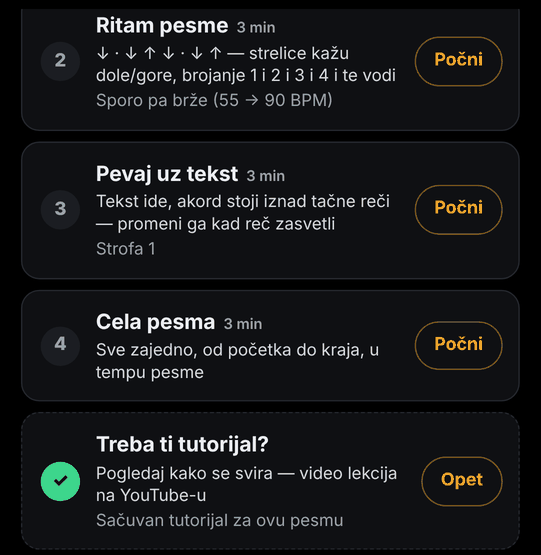 Ritam pesme 3 min
2
↓ · ↓ ↑ ↓ · ↓ ↑ — strelice kažu
dole/gore, brojanje 1 i 2 i 3 i 4 i te vodi
Sporo pa brže (55 → 90 BPM)
Počni
Pevaj uz tekst 3 min
3
Tekst ide, akord stoji iznad tačne reči
— promeni ga kad reč zasvetli
Strofa 1
Počni
Cela pesma 3 min
4
Sve zajedno, od početka do kraja, u
tempu pesme
Počni
Treba ti tutorijal?
✓
Pogledaj kako se svira — video lekcija
na YouTube-u
Sačuvan tutorijal za ovu pesmu
Opet